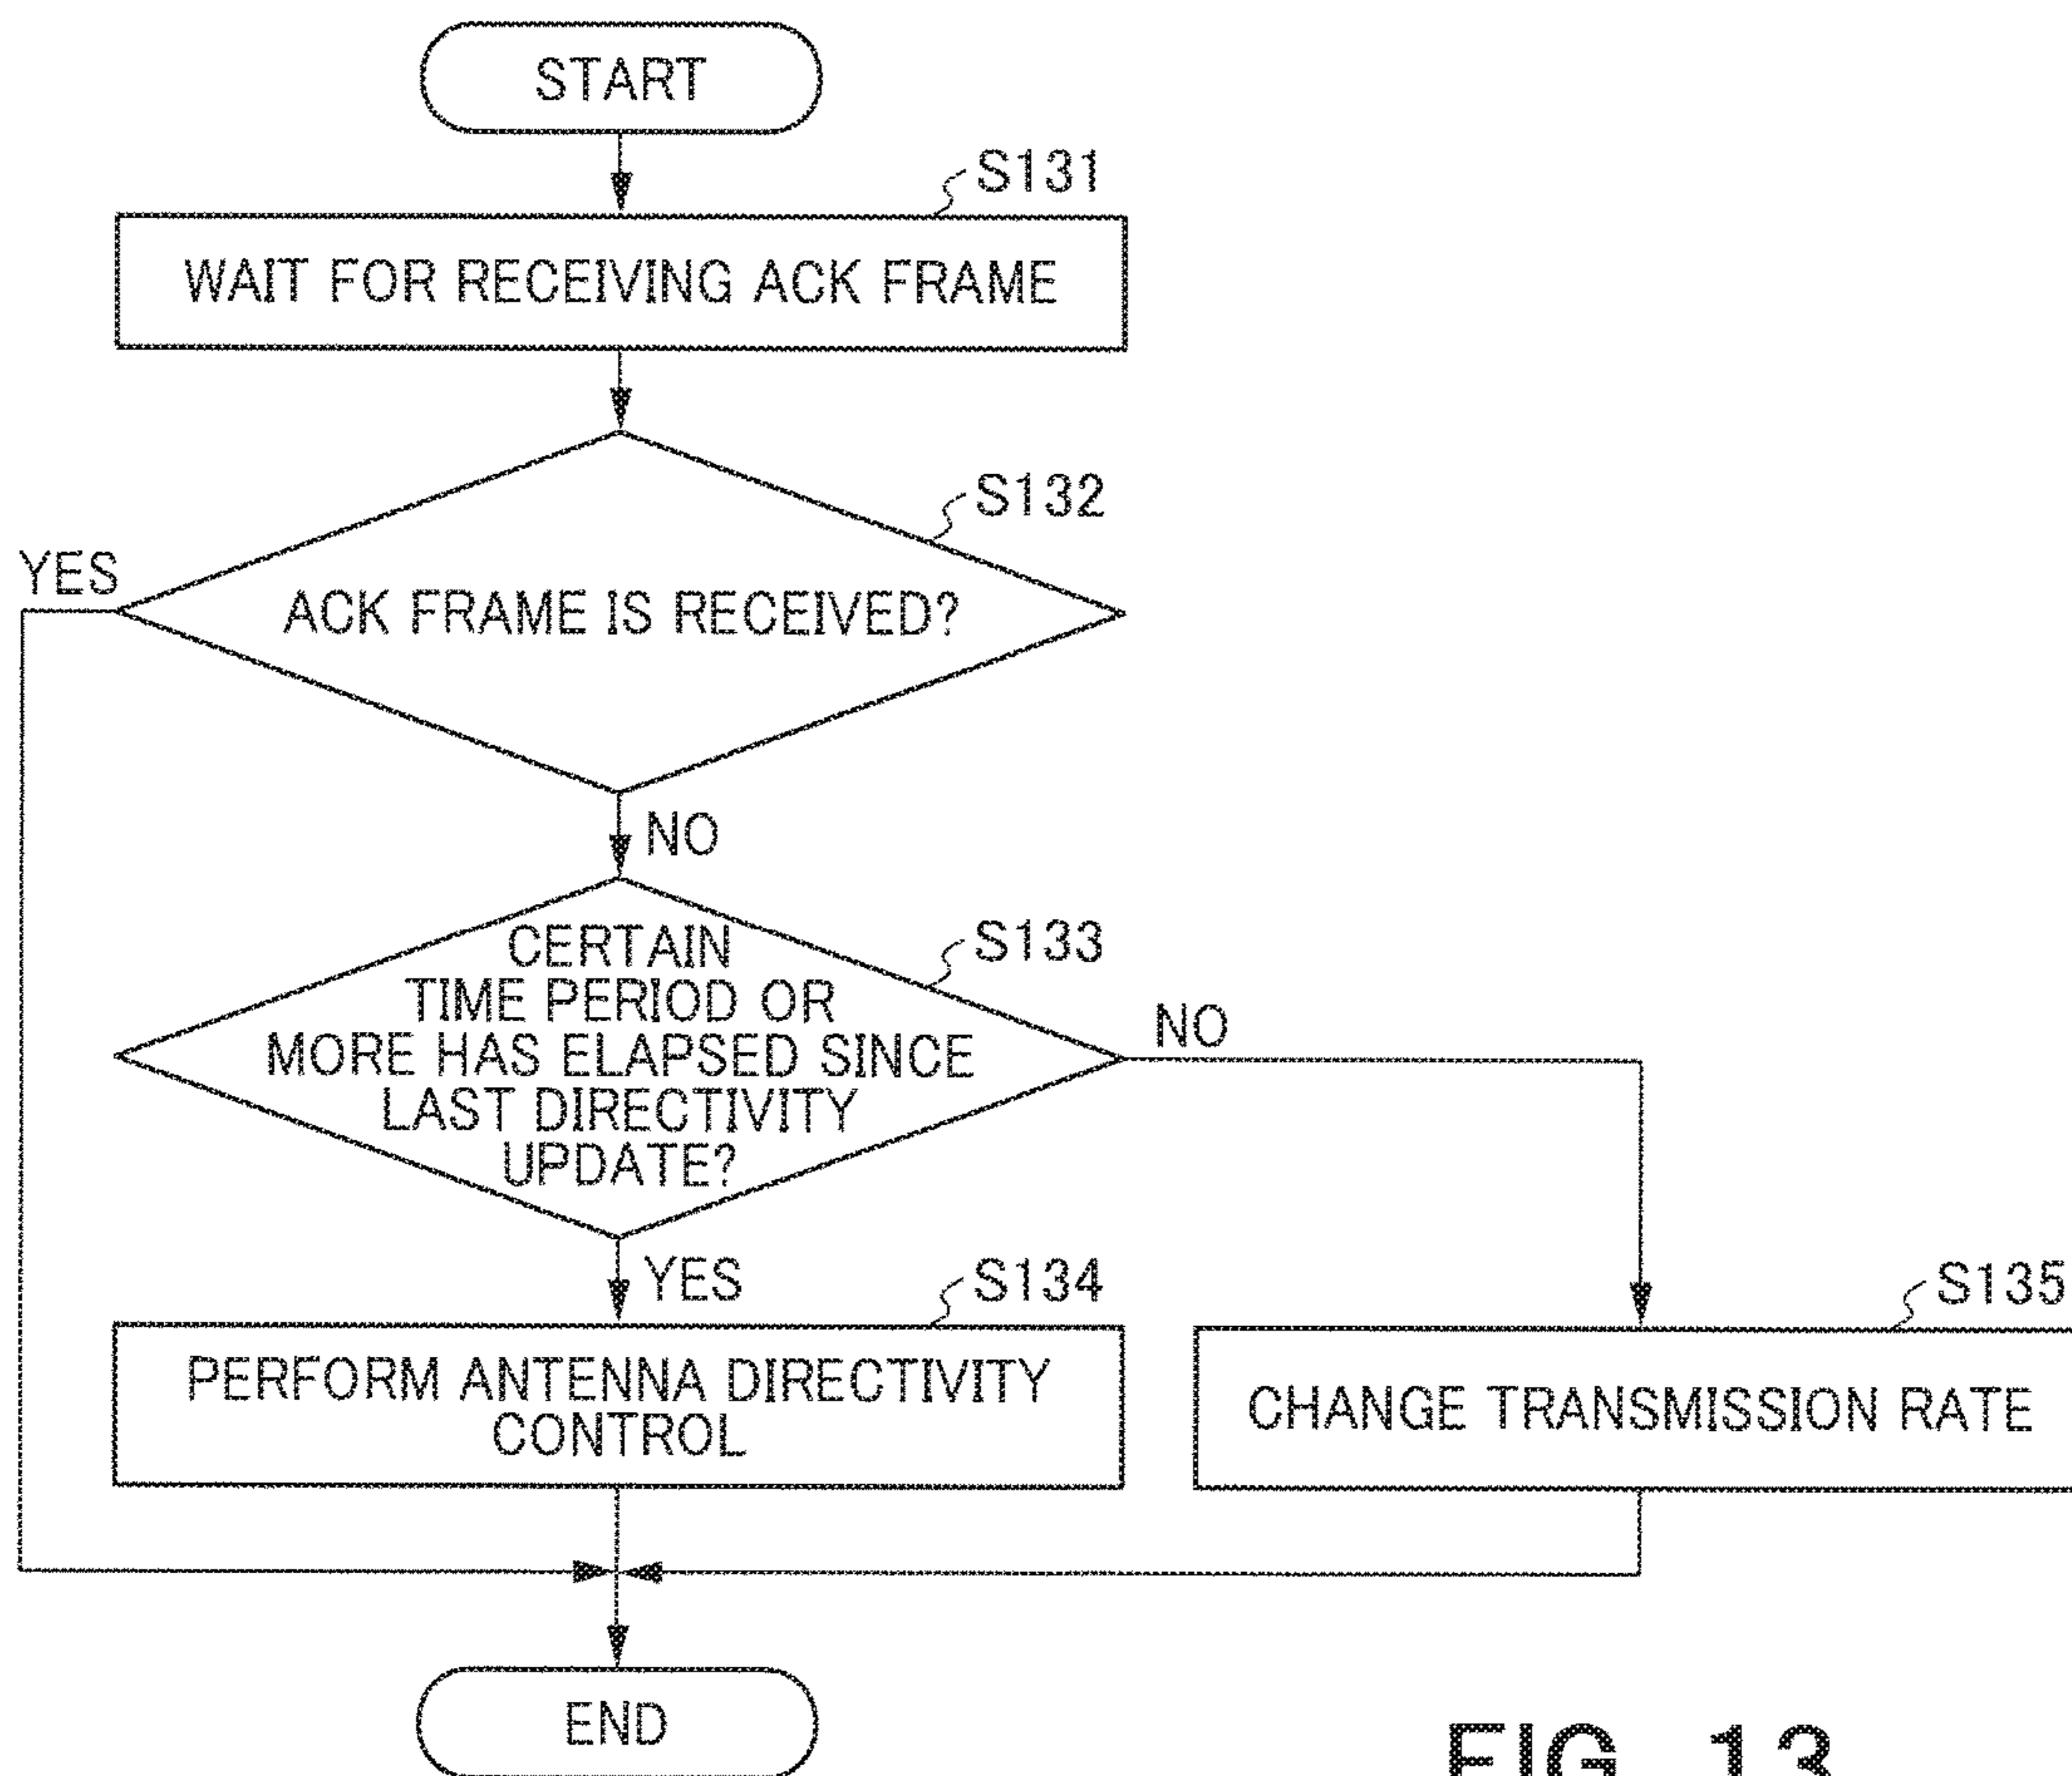 START
S131
WAIT FOR RECEIVING ACK FRAME
S132
YES
ACK FRAME IS RECEIVED?
NO
S133
CERTAIN
TIME PERIOD OR
MORE HAS ELAPSED SINCE
LAST DIRECTIVITY
UPDATE?
NO
YES
S134
S135
PERFORM ANTENNA DIRECTIVITY
CONTROL
CHANGE TRANSMISSION RATE
END
FIG. 13